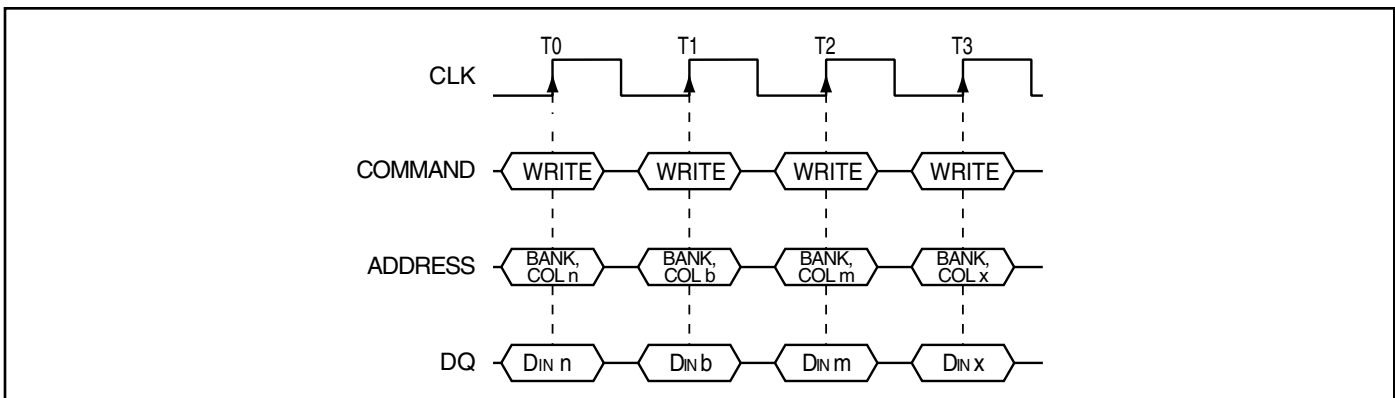 T0 T1 T2 T3
CLK
COMMAND WRITE WRITE WRITE WRITE
BANK, BANK, BANK, BANK,
ADDRESS
COL n COL b COL m COL x
DQ DIN n DIN b DIN m DIN x